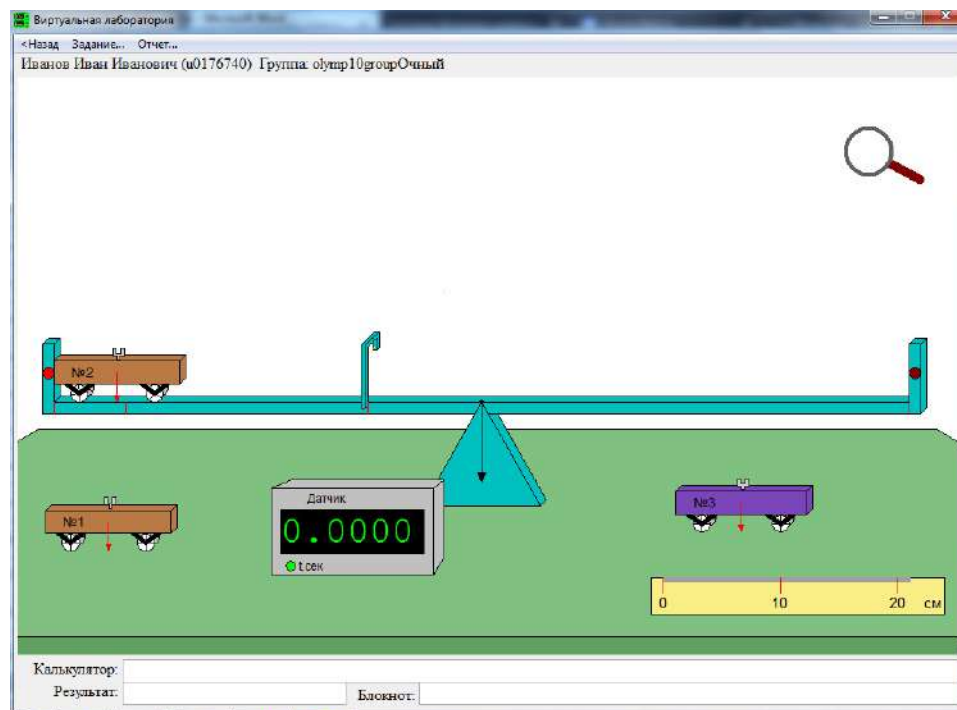 Виртуальная лаборатория
<Назад Задание... Отчет...
Иванов Иван Иванович (u0176740) Группа: olymp10groupОчный
№2
№1
Датчик
0.0000
t.сек
№3
0 10 20 см
Калькулятор:
Результат: Блокнот: